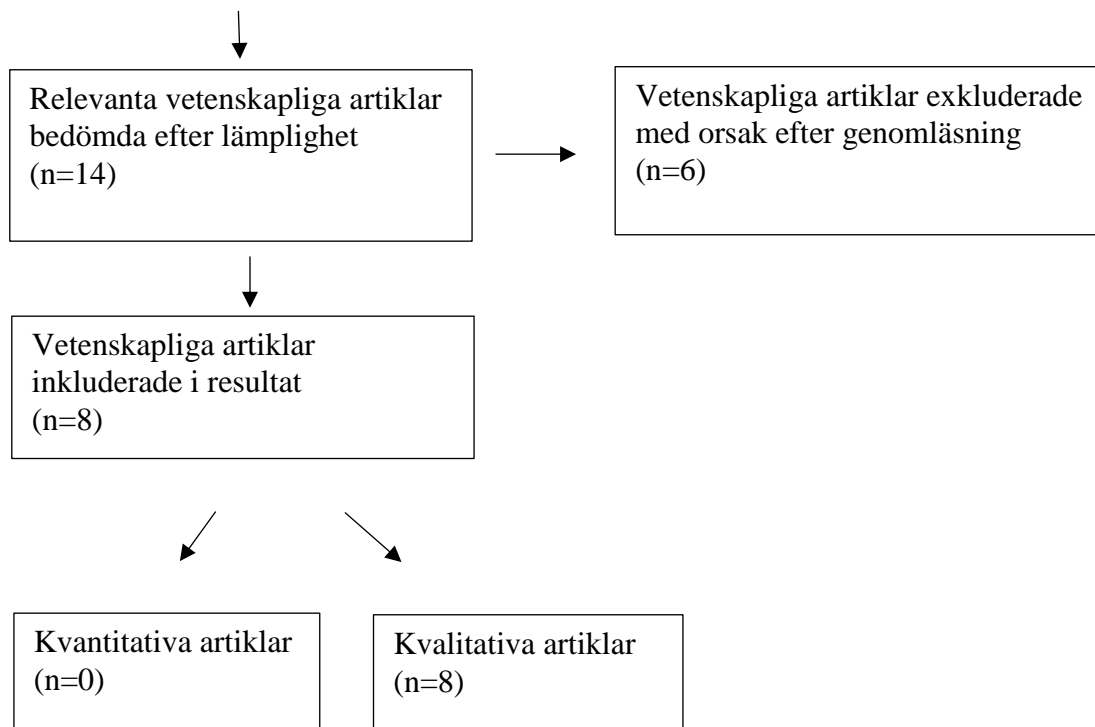 Relevanta vetenskapliga artiklar
bedömda efter lämplighet
(n=14)
Vetenskapliga artiklar exkluderade
med orsak efter genomläsning
(n=6)
Vetenskapliga artiklar
inkluderade i resultat
(n=8)
Kvantitativa artiklar
(n=0)
Kvalitativa artiklar
(n=8)